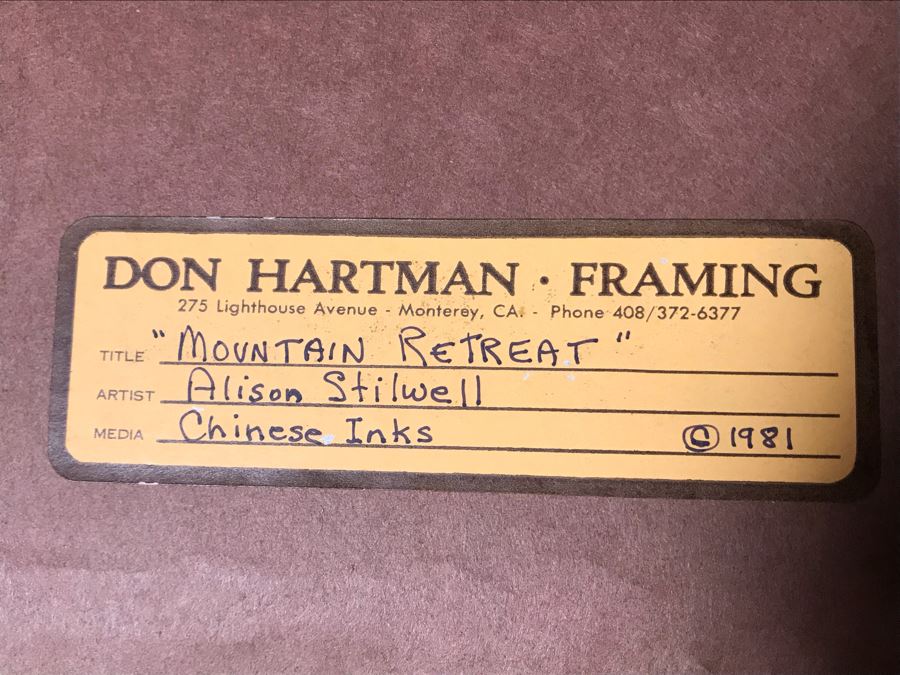 DON HARTMAN · FRAMING
275 Lighthouse Avenue - Monterey, CA. - Phone 408/372-6377
TITLE "MOUNTAIN RETREAT"
ARTIST Alison Stilwell
MEDIA Chinese Inks © 1981